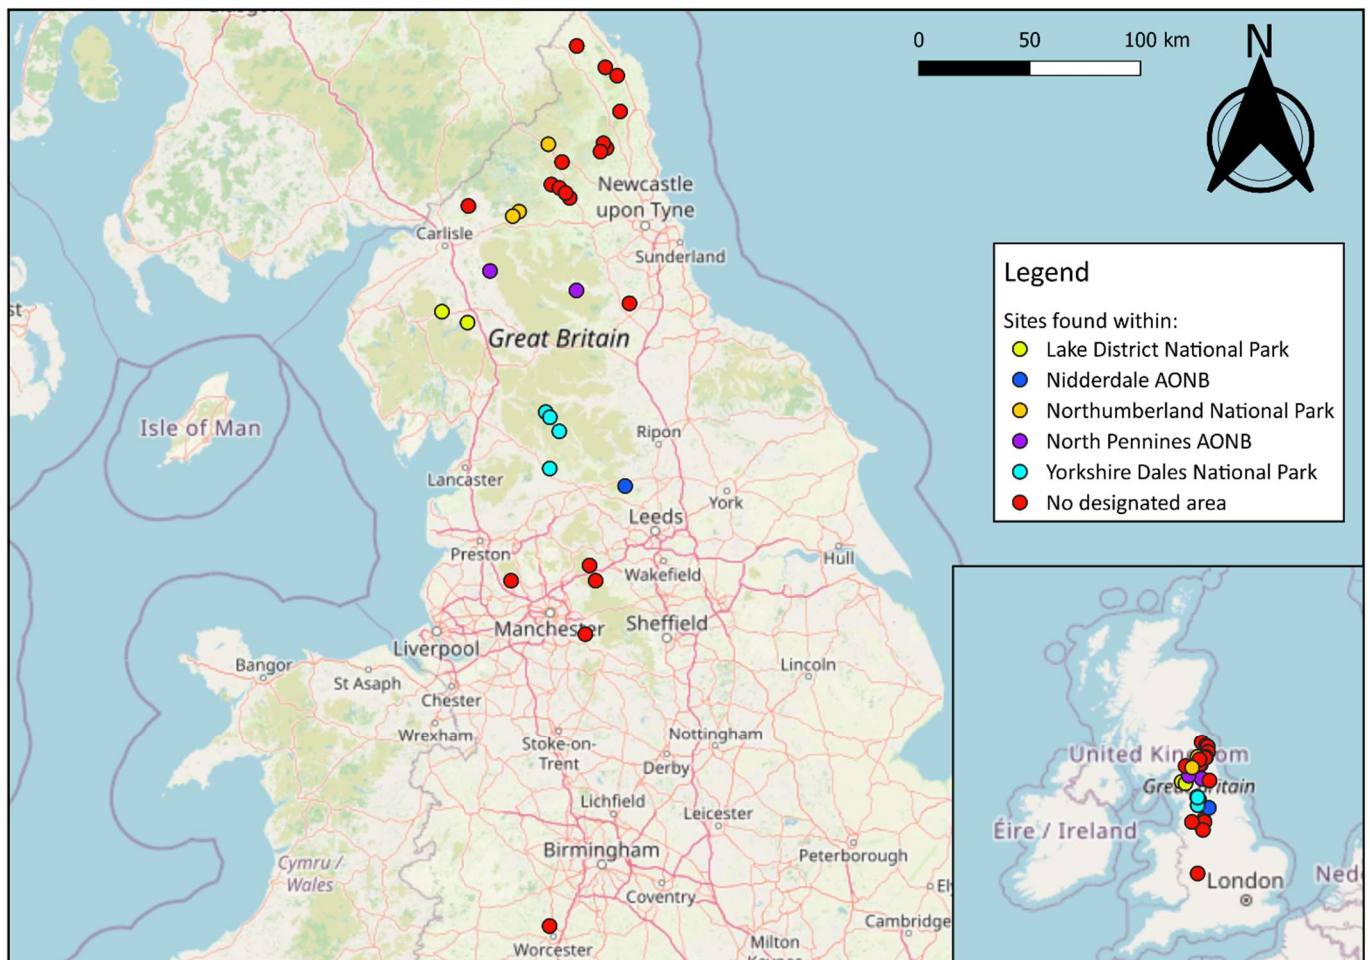 0 50 100 km
N
Newcastle
upon Tyne
Carlisle
Sunderland
Great Britain
Isle of Man
Ripon
Lancaster
York
Leeds
Preston
Hull
Wakefield
Manchester
Sheffield
Liverpool
Bangor
St Asaph
Lincoln
Chester
Wrexham
Stoke-on-
Trent
Nottingham
Derby
Lichfield
Leicester
Birmingham
Peterborough
Cymru /
Wales
Coventry
Cambridge
Worcester
Milton
Legend
Sites found within:
Lake District National Park
Nidderdale AONB
Northumberland National Park
North Pennines AONB
Yorkshire Dales National Park
No designated area
United Kingdom
Great Britain
Éire / Ireland
London